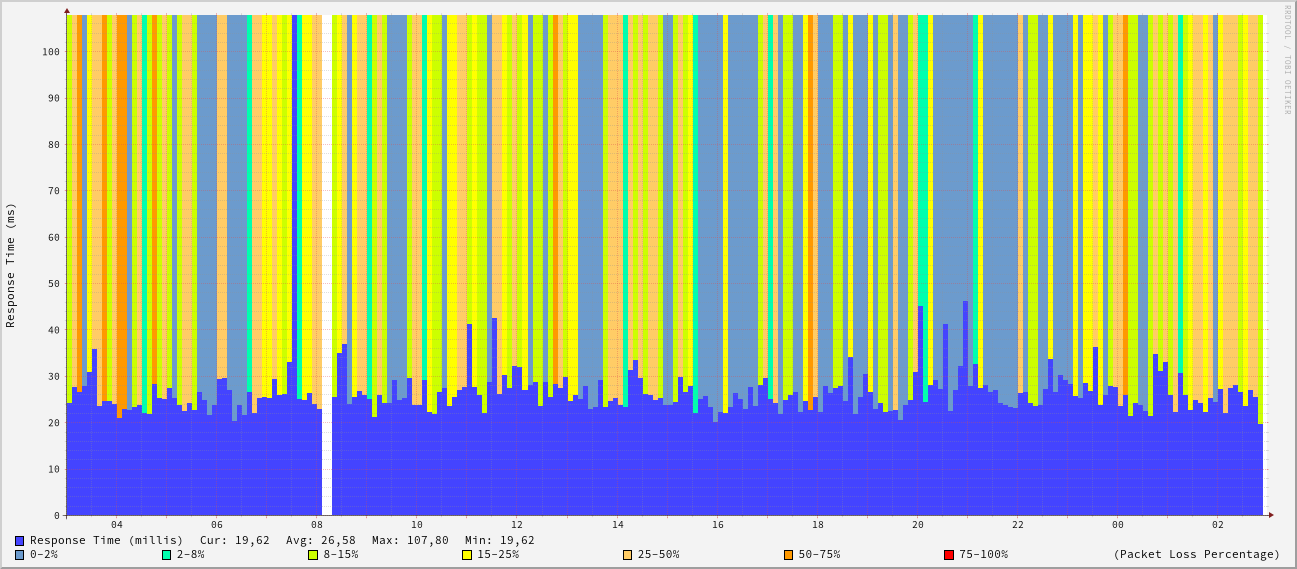 RRDTOOL / TOBI OETIKER
Response Time (ms)
100
90
80
70
60
50
40
30
20
10
0
04 06 08 10 12 14 16 18 20 22 00 02
Response Time (millis) Cur: 19,62 Avg: 26,58 Max: 107,80 Min: 19,62
0-2% 2-8% 8-15% 15-25% 25-50% 50-75% 75-100% (Packet Loss Percentage)